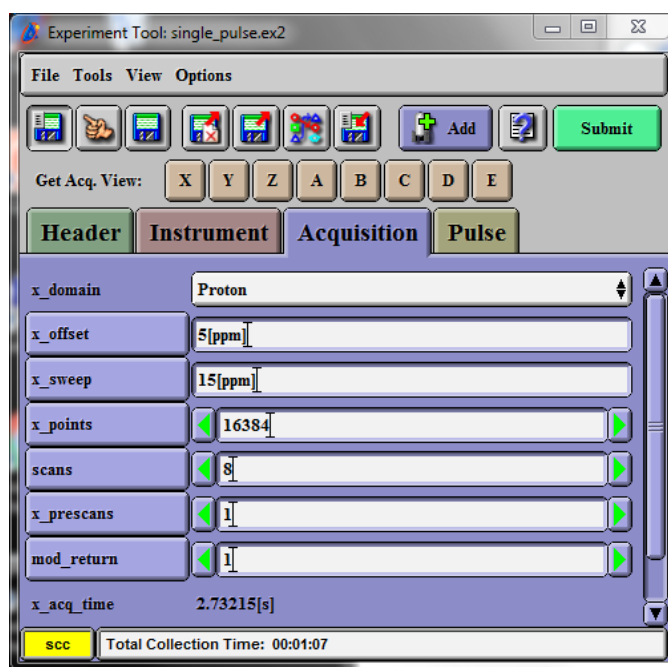 Experiment Tool: single_pulse.ex2
File Tools View Options
Add
Submit
Get Acq. View: X Y Z A B C D E
Header Instrument Acquisition Pulse
x_domain Proton
x_offset 5[ppm]
x_sweep 15[ppm]
x_points 16384
scans 8
x_prescans 1
mod_return 1
x_acq_time 2.73215[s]
scc Total Collection Time: 00:01:07